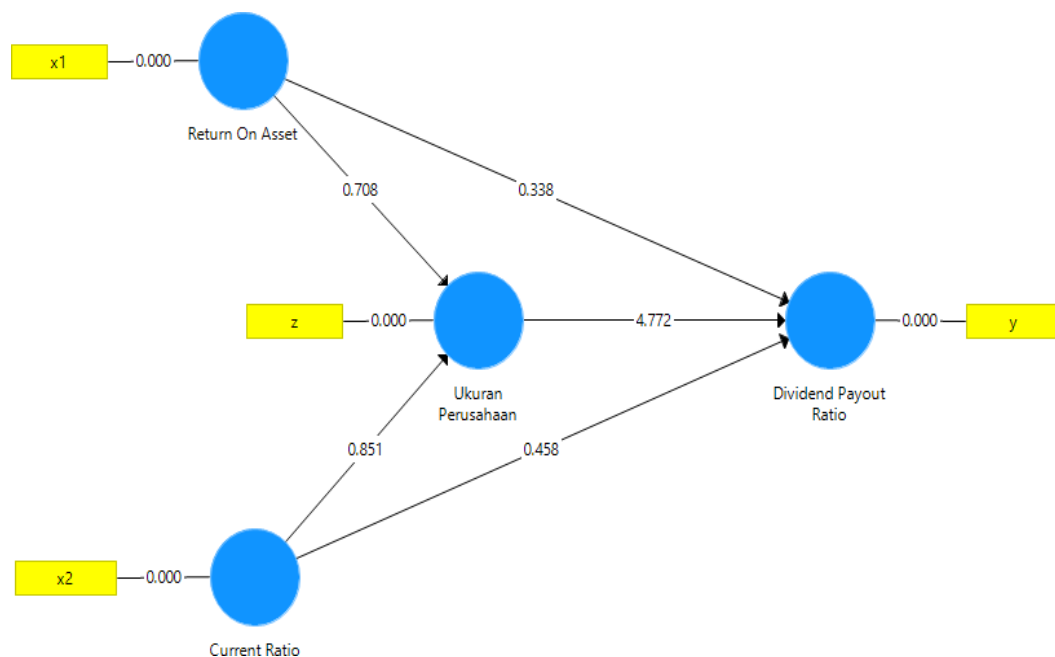 x1
0.000
Return On Asset
0.708
0.338
z
0.000
4.772
0.000
y
Ukuran
Perusahaan
Dividend Payout
Ratio
0.851
0.458
x2
0.000
Current Ratio